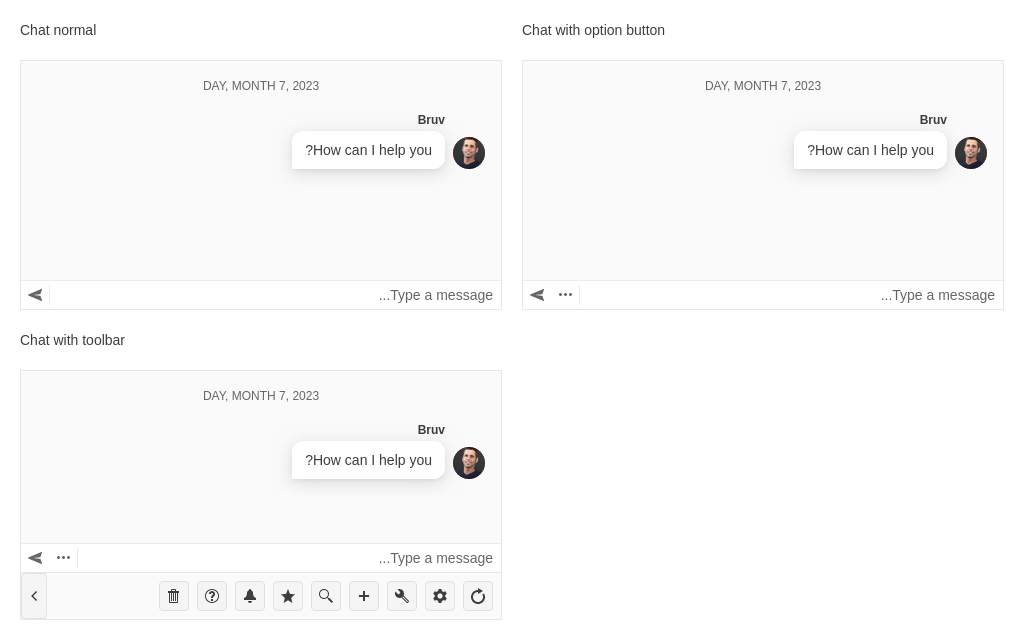 Chat normal
DAY, MONTH 7, 2023
Bruv
?How can I help you
...Type a message
Chat with option button
DAY, MONTH 7, 2023
Bruv
?How can I help you
...Type a message
Chat with toolbar
DAY, MONTH 7, 2023
Bruv
?How can I help you
...Type a message